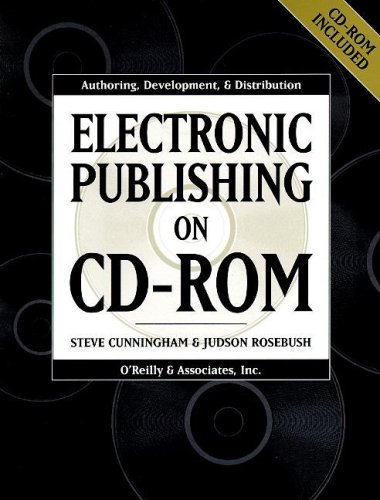 CD-ROM
INCLUDED
Authoring, Development, & Distribution
ELECTRONIC
PUBLISHING
ON
CD-ROM
STEVE CUNNINGHAM & JUDSON ROSEBUSH
O'Reilly & Associates, Inc.